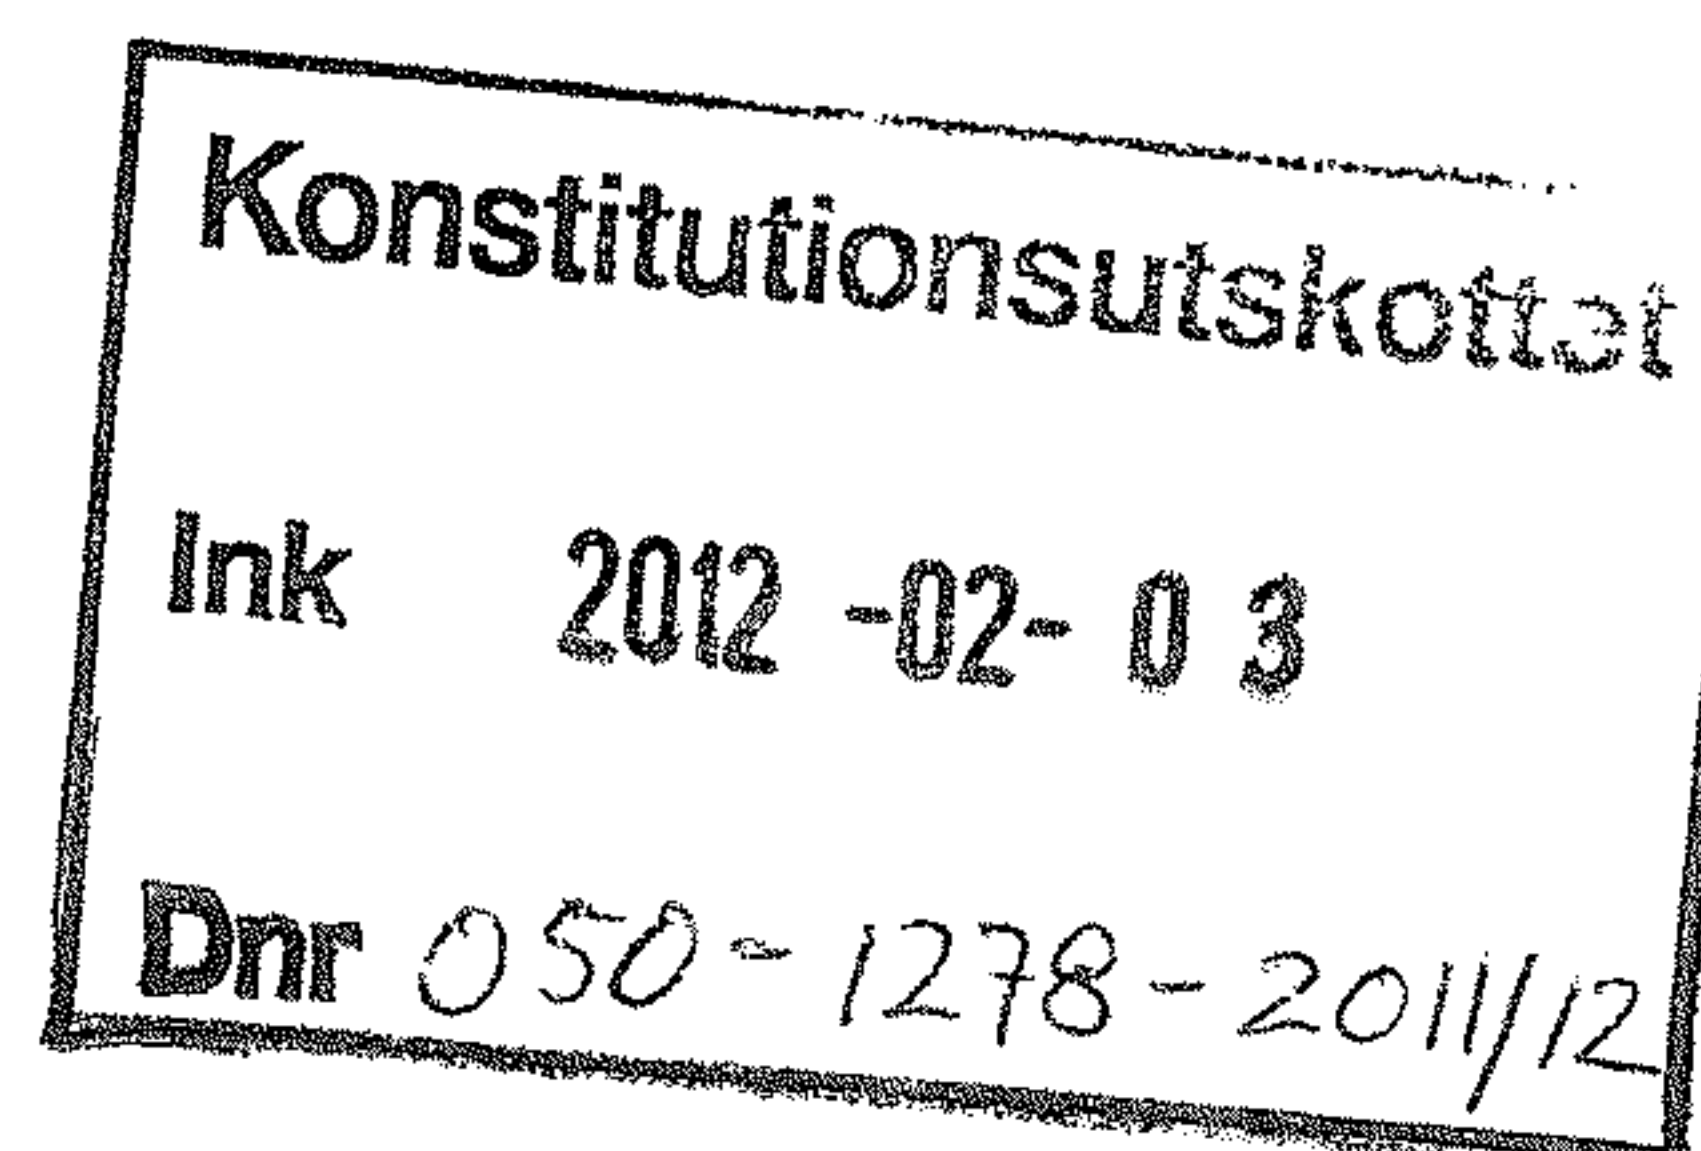 Konstitutionsutskottet
Ink 2012 -02- 0 3
Dnr 050 - 1278 - 2011/12